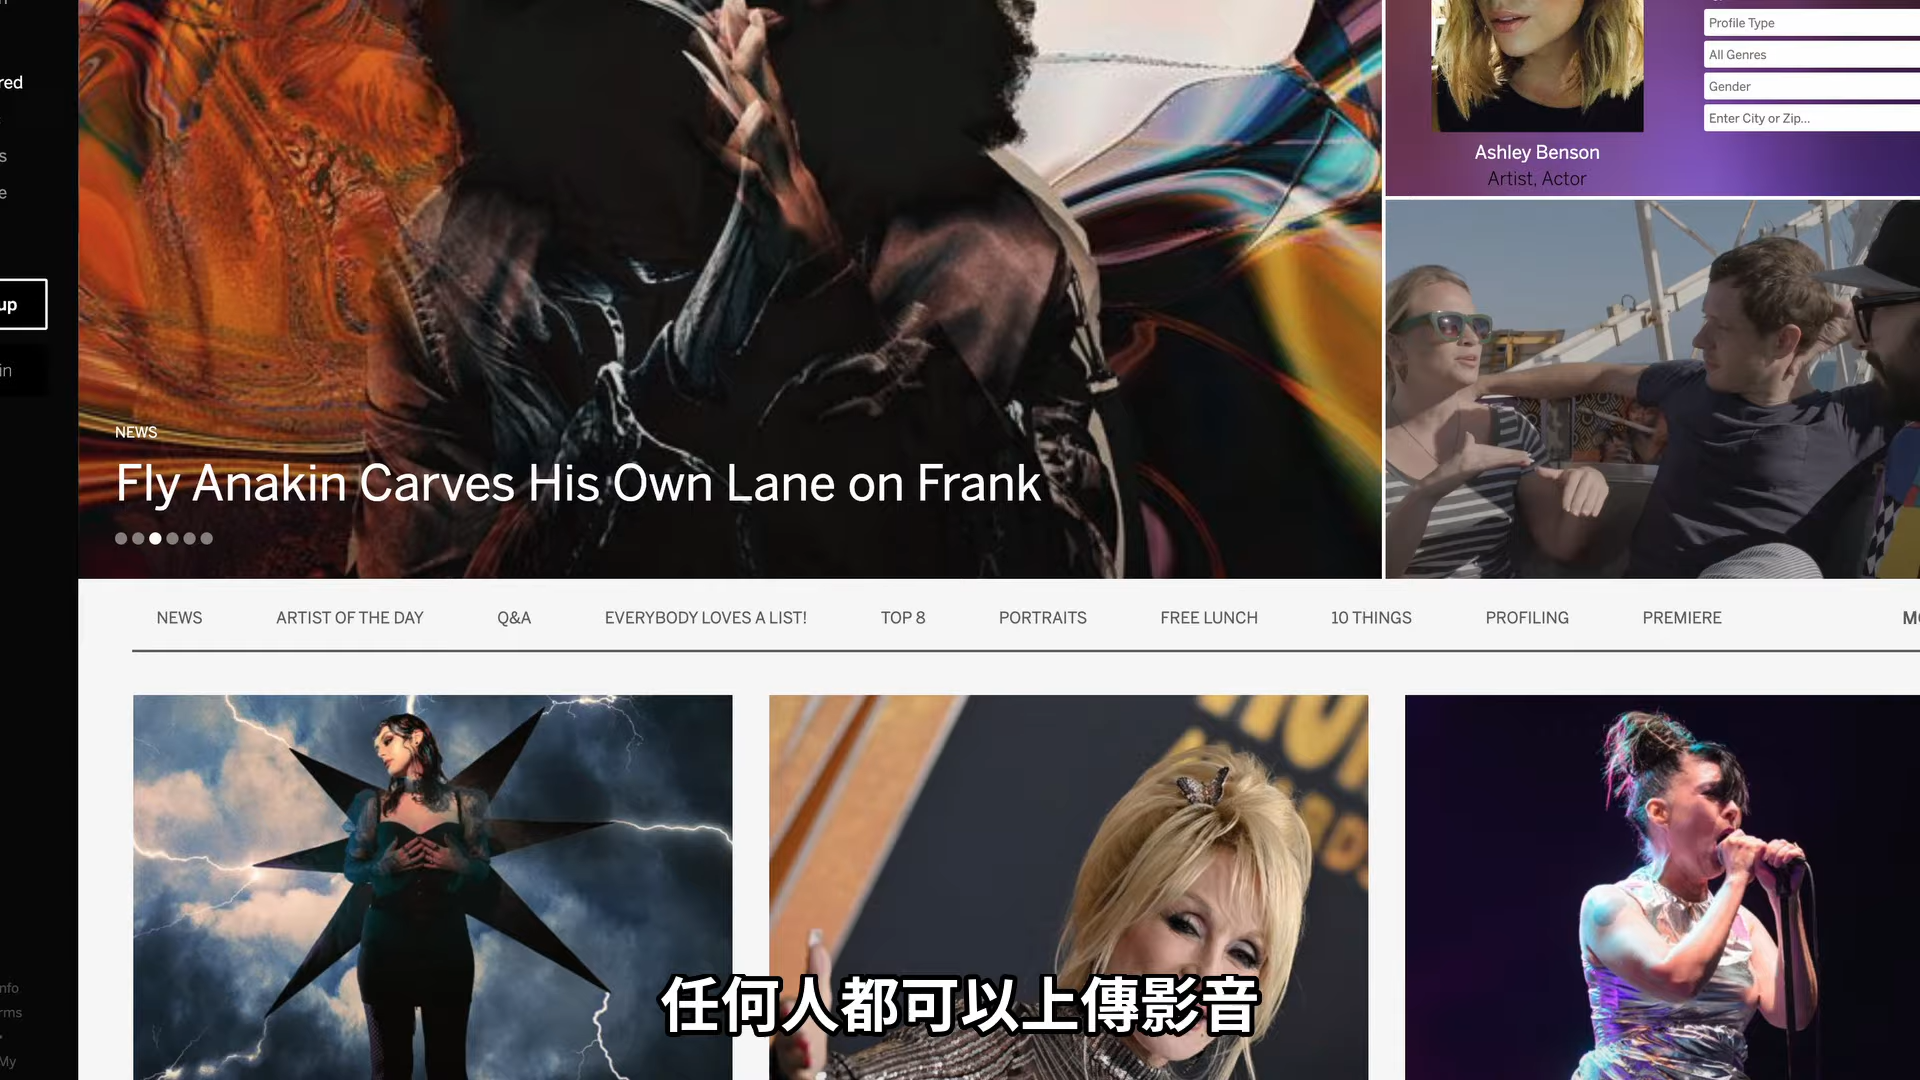 red
up
in
NEWS
Fly Anakin Carves His Own Lane on Frank
Profile Type
All Genres
Gender
Enter City or Zip...
Ashley Benson
Artist, Actor
NEWS
ARTIST OF THE DAY
Q&A
EVERYBODY LOVES A LIST!
TOP 8
PORTRAITS
FREE LUNCH
10 THINGS
PROFILING
PREMIERE
任何人都可以上傳影音
nfo
rms
My